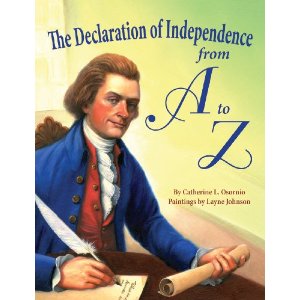 The Declaration of Independence
from
A to
Z
By Catherine L. Osornio
Paintings by Layne Johnson